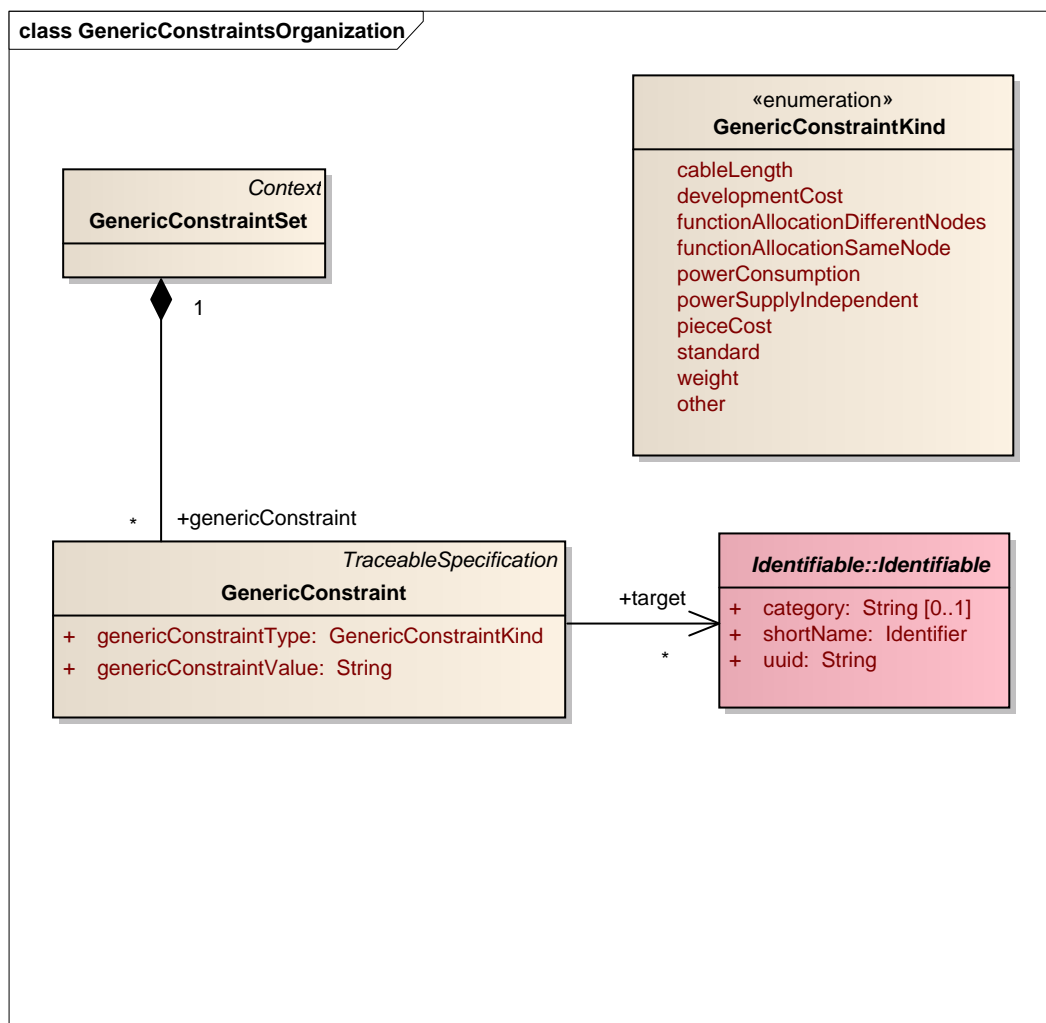 class GenericConstraintsOrganization
«enumeration»
GenericConstraintKind
cableLength
developmentCost
functionAllocationDifferentNodes
functionAllocationSameNode
powerConsumption
powerSupplyIndependent
pieceCost
standard
weight
other
Context
GenericConstraintSet
1
* +genericConstraint
TraceableSpecification
GenericConstraint
+ genericConstraintType: GenericConstraintKind
+ genericConstraintValue: String
+target
*
Identifiable::Identifiable
+ category: String [0..1]
+ shortName: Identifier
+ uuid: String